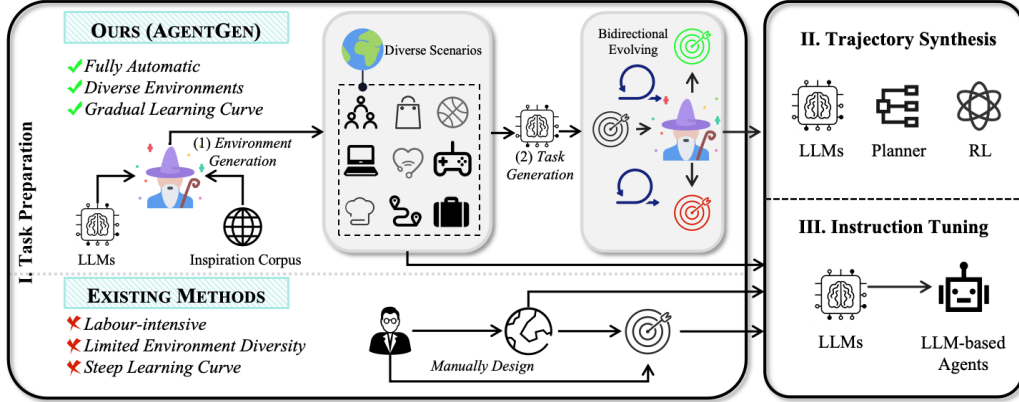 I. Task Preparation
OURS (AGENTGEN)
Fully Automatic
Diverse Environments
Gradual Learning Curve
(1) Environment
Generation
LLMs
Inspiration Corpus
Diverse Scenarios
(2) Task
Generation
Bidirectional
Evolving
EXISTING METHODS
Labour-intensive
Limited Environment Diversity
Steep Learning Curve
Manually Design
II. Trajectory Synthesis
LLMs
Planner
RL
III. Instruction Tuning
LLMs
LLM-based
Agents